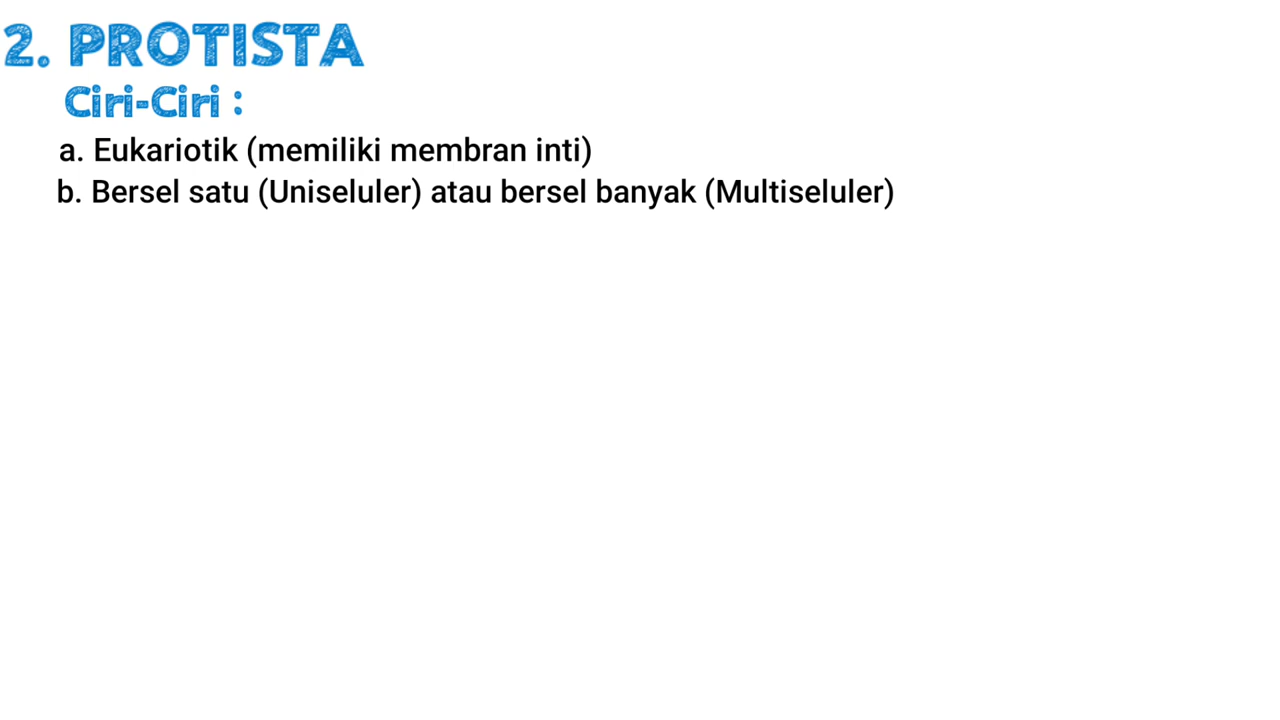 2. PROTISTA
Ciri-Ciri :
a. Eukariotik (memiliki membran inti)
b. Bersel satu (Uniseluler) atau bersel banyak (Multiseluler)